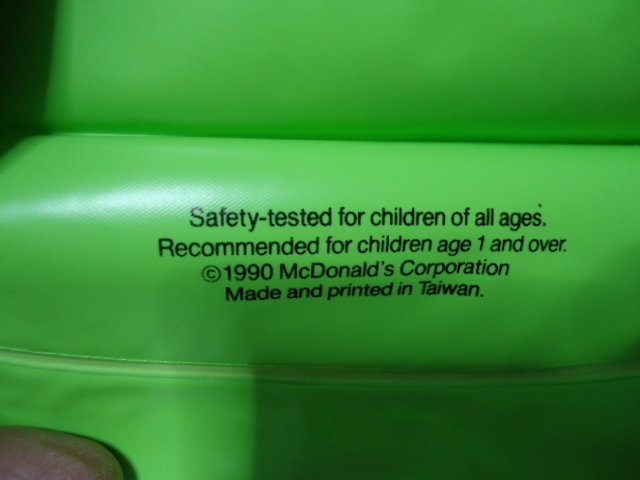 Safety-tested for children of all ages.
Recommended for children age 1 and over.
©1990 McDonald's Corporation
Made and printed in Taiwan.